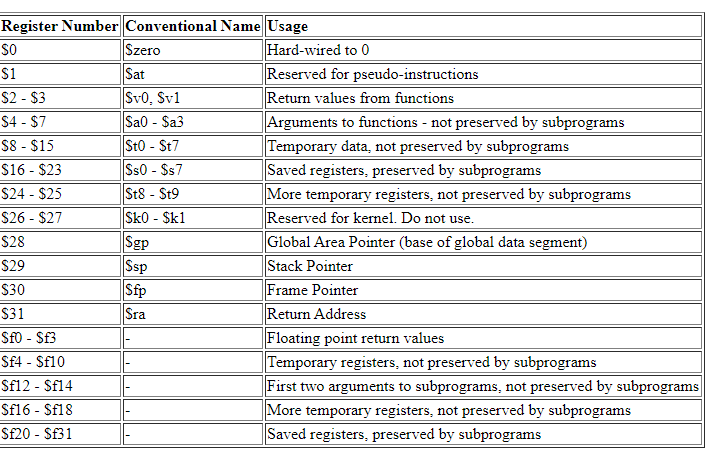 Register Number Conventional Name Usage
$0 $zero Hard-wired to 0
$1 $at Reserved for pseudo-instructions
$2 - $3 $v0, $v1 Return values from functions
$4 - $7 $a0 - $a3 Arguments to functions - not preserved by subprograms
$8 - $15 $t0 - $t7 Temporary data, not preserved by subprograms
$16 - $23 $s0 - $s7 Saved registers, preserved by subprograms
$24 - $25 $t8 - $t9 More temporary registers, not preserved by subprograms
$26 - $27 $k0 - $k1 Reserved for kernel. Do not use.
$28 $gp Global Area Pointer (base of global data segment)
$29 $sp Stack Pointer
$30 $fp Frame Pointer
$31 $ra Return Address
$f0 - $f3 - Floating point return values
$f4 - $f10 - Temporary registers, not preserved by subprograms
$f12 - $f14 - First two arguments to subprograms, not preserved by subprograms
$f16 - $f18 - More temporary registers, not preserved by subprograms
$f20 - $f31 - Saved registers, preserved by subprograms